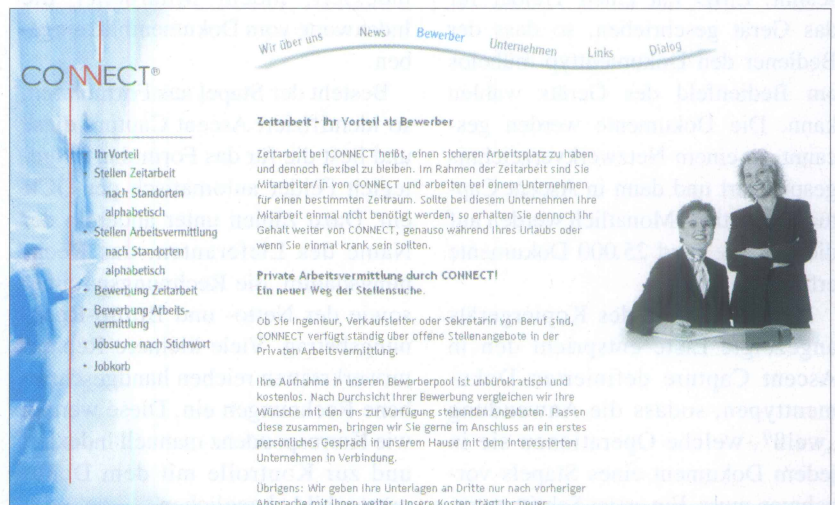 CONNECT®
Wir über uns News Bewerber Unternehmen Links Dialog
Ihr Vorteil
Stellen Zeitarbeit
nach Standorten
alphabetisch
Stellen Arbeitsvermittlung
nach Standorten
alphabetisch
Bewerbung Zeitarbeit
Bewerbung Arbeits-
vermittlung
Jobsuche nach Stichwort
Jobkorb
Zeitarbeit - Ihr Vorteil als Bewerber
Zeitarbeit bei CONNECT heißt, einen sicheren Arbeitsplatz zu haben
und dennoch flexibel zu bleiben. Im Rahmen der Zeitarbeit sind Sie
Mitarbeiter/in von CONNECT und arbeiten bei einem Unternehmen
für einen bestimmten Zeitraum. Sollte bei diesem Unternehmen Ihre
Mitarbeit einmal nicht benötigt werden, so erhalten Sie dennoch Ihr
Gehalt weiter von CONNECT, genauso während Ihres Urlaubs oder
wenn Sie einmal krank sein sollten.
Private Arbeitsvermittlung durch CONNECT!
Ein neuer Weg der Stellensuche.
Ob Sie Ingenieur, Verkaufsleiter oder Sekretärin von Beruf sind,
CONNECT verfügt ständig über offene Stellenangebote in der
Privaten Arbeitsvermittlung.
Ihre Aufnahme in unseren Bewerberpool ist unbürokratisch und
kostenlos. Nach Durchsicht Ihrer Bewerbung vergleichen wir Ihre
Wünsche mit den uns zur Verfügung stehenden Angeboten. Passen
diese zusammen, bringen wir Sie gerne im Anschluss an ein erstes
persönliches Gespräch in unserem Hause mit dem interessierten
Unternehmen in Verbindung.
Übrigens: Wir geben Ihre Unterlagen an Dritte nur nach vorheriger
Absprache mit Ihnen weiter. Unsere Kosten trägt Ihr neuer